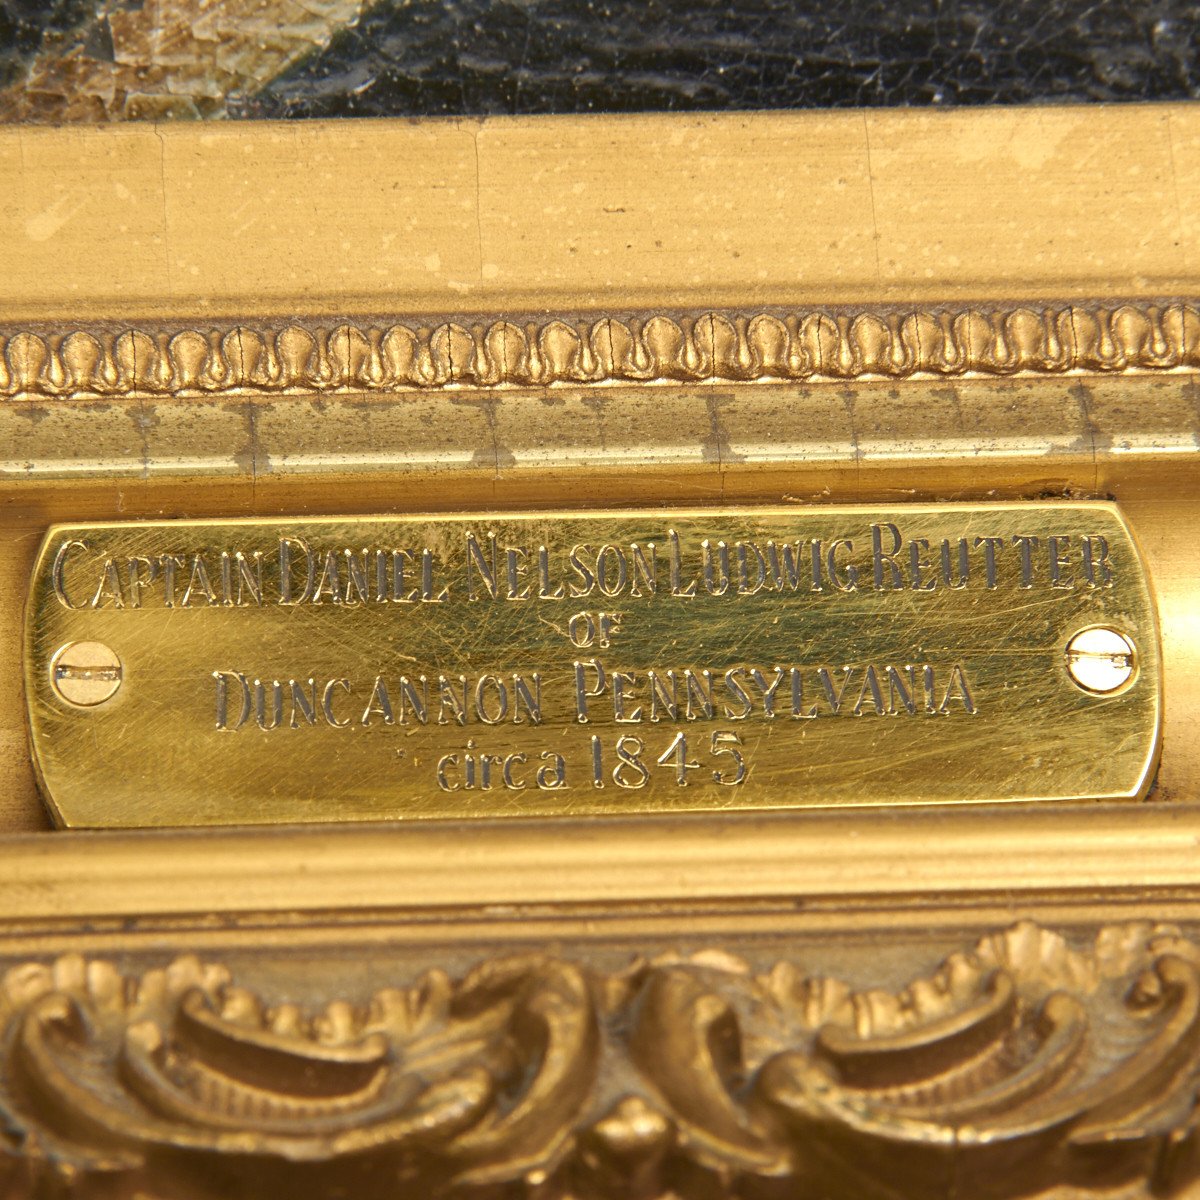 CAPTAIN DANIEL NELSON LUDWIG REUTTER
OF
DUNCANNON PENNSYLVANIA
circa 1845